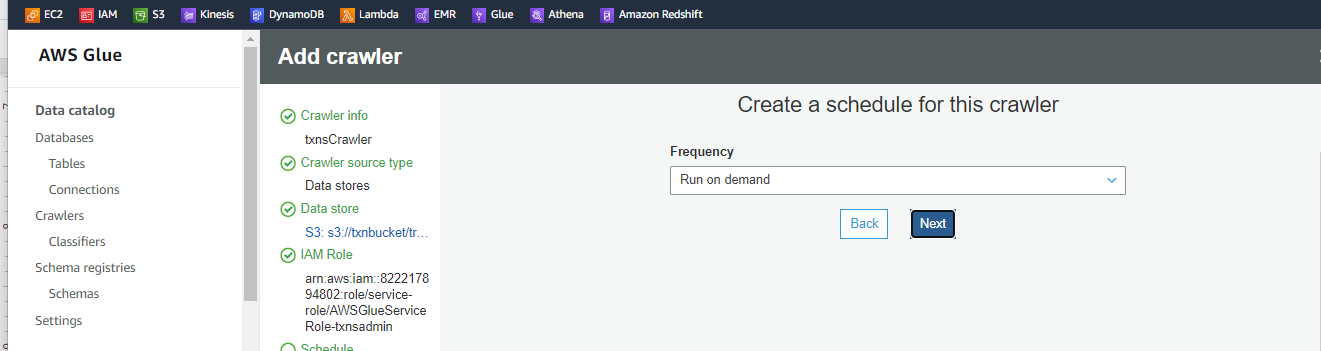 EC2 IAM S3 Kinesis DynamoDB Lambda EMR Glue Athena Amazon Redshift
AWS Glue
Data catalog
Databases
Tables
Connections
Crawlers
Classifiers
Schema registries
Schemas
Settings
Add crawler
Crawler info
txnsCrawler
Crawler source type
Data stores
Data store
S3: s3://txnbucket/tr...
IAM Role
arn:aws:iam::8222178
94802:role/service-
role/AWSGlueService
Role-txnsadmin
Schedule
Create a schedule for this crawler
Frequency
Run on demand
Back Next